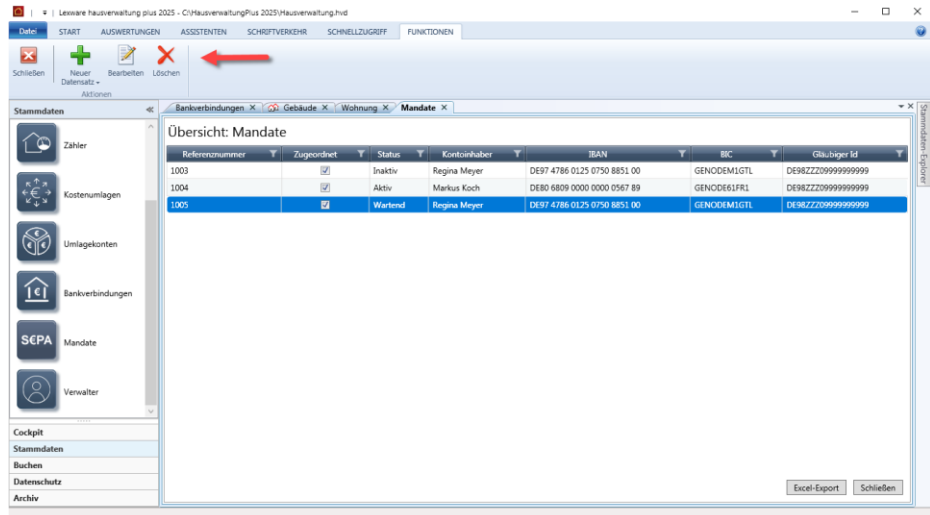 Lexware hausverwaltung plus 2025 - C:\HausverwaltungPlus 2025\Hausverwaltung.hvd
Datei START AUSWERTUNGEN ASSISTENTEN SCHRIFTVERKEHR SCHNELLZUGRIFF FUNKTIONEN
Schließen Neuer Datensatz Bearbeiten Löschen
Aktionen
Stammdaten
Bankverbindungen X Gebäude X Wohnung X Mandate X
Stammdaten-Explorer
Zähler
Kostenumlagen
Umlagekonten
Bankverbindungen
S€PA Mandate
Verwalter
Cockpit
Stammdaten
Buchen
Datenschutz
Archiv
Übersicht: Mandate
Referenznummer Zugeordnet Status Kontoinhaber IBAN BIC Gläubiger Id
1003 Inaktiv Regina Meyer DE97 4786 0125 0750 8851 00 GENODEM1GTL DE98ZZZ09999999999
1004 Aktiv Markus Koch DE80 6809 0000 0000 0567 89 GENODE61FR1 DE98ZZZ09999999999
1005 Wartend Regina Meyer DE97 4786 0125 0750 8851 00 GENODEM1GTL DE98ZZZ09999999999
Excel-Export Schließen